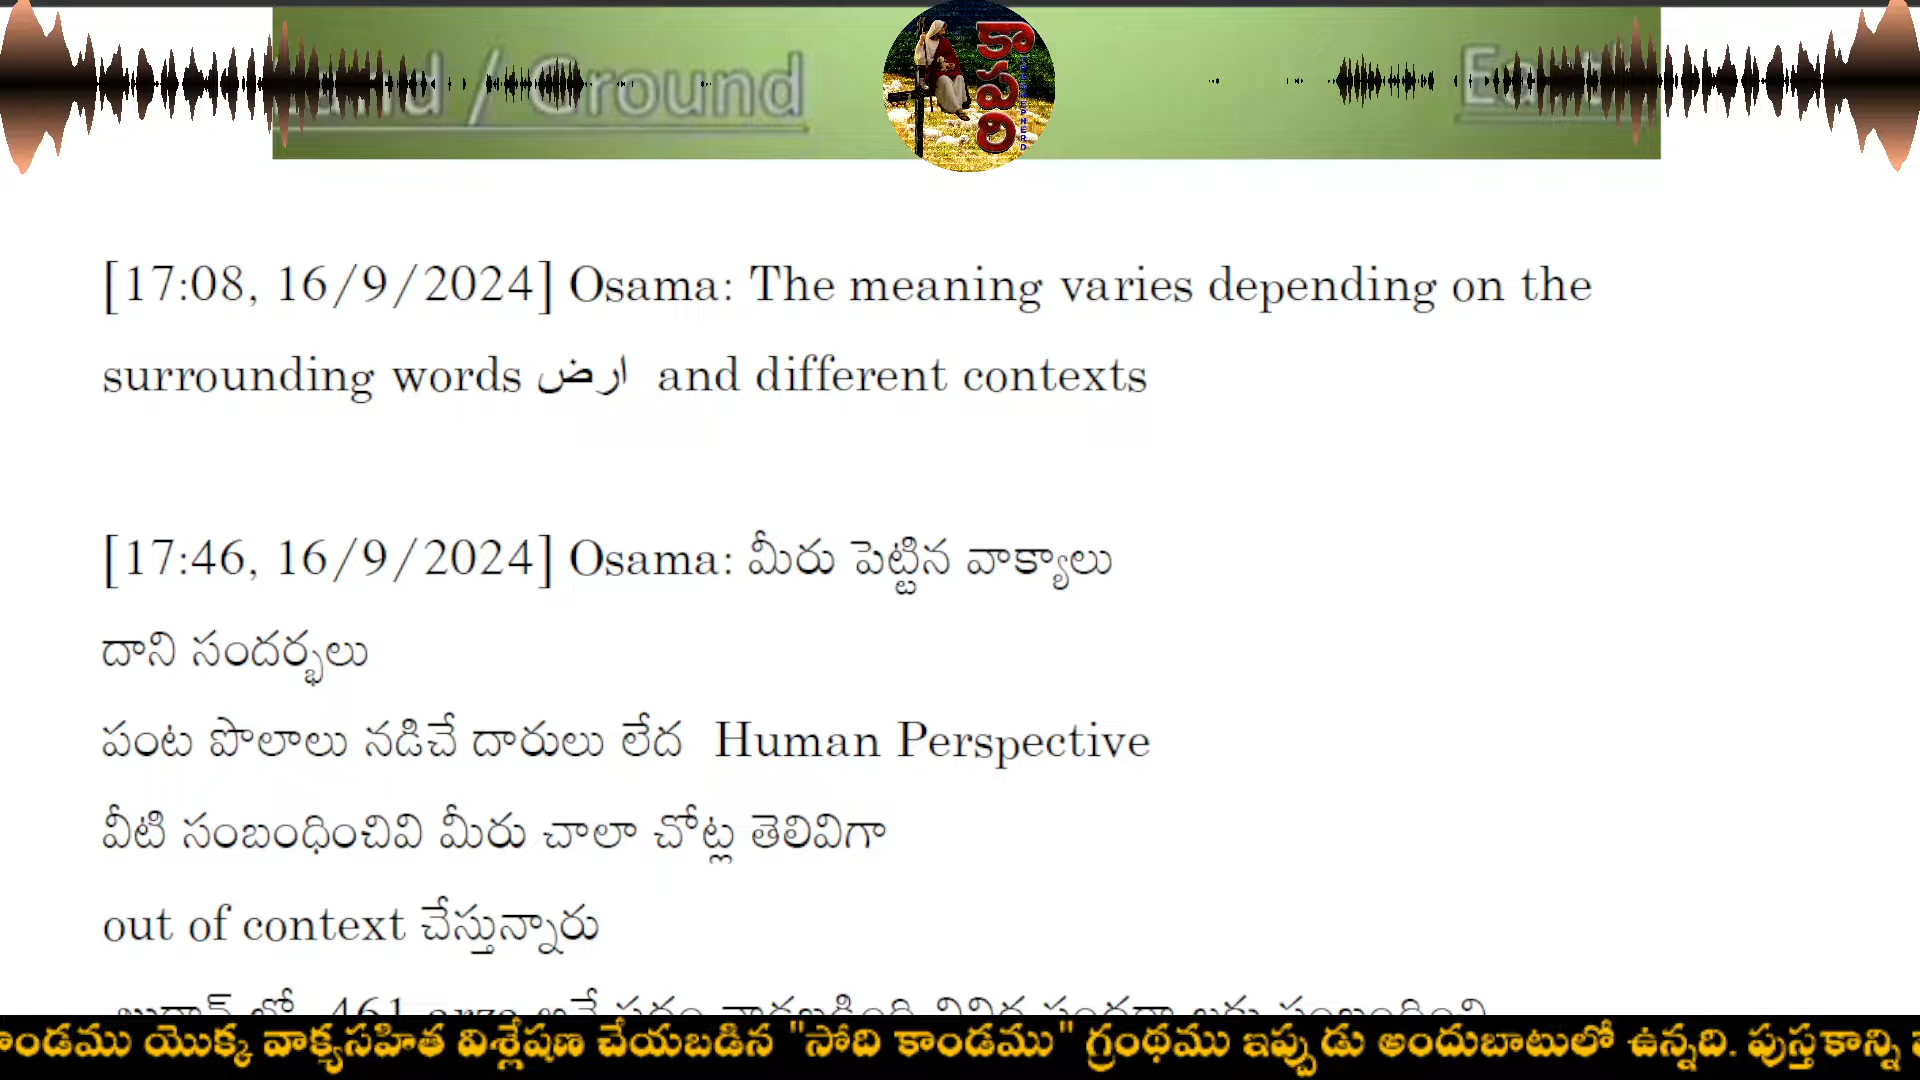 / Ground
కాపరి
[17:08, 16/9/2024] Osama: The meaning varies depending on the
surrounding words ارض and different contexts
[17:46, 16/9/2024] Osama: మీరు పెట్టిన వాక్యాలు
దాని సందర్భలు
పంట పొలాలు నడిచే దారులు లేద Human Perspective
వీటి సంబంధించివి మీరు చాలా చోట్ల తెలివిగా
out of context చేస్తున్నారు
యొక్క వాక్యసహిత విశ్లేషణ చేయబడిన "సోది కాండము" గ్రంథము ఇప్పుడు అందుబాటులో ఉన్నది. పుస్తకాన్ని